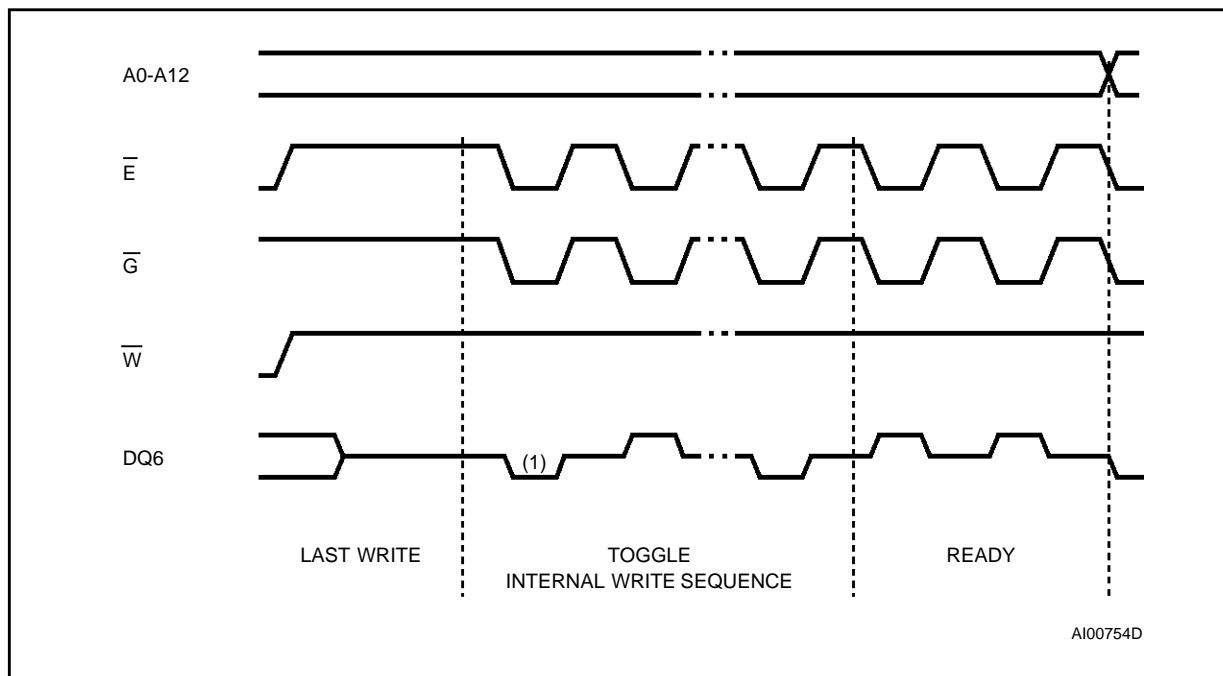 A0-A12
E
G
W
DQ6
(1)
LAST WRITE
TOGGLE
INTERNAL WRITE SEQUENCE
READY
AI00754D